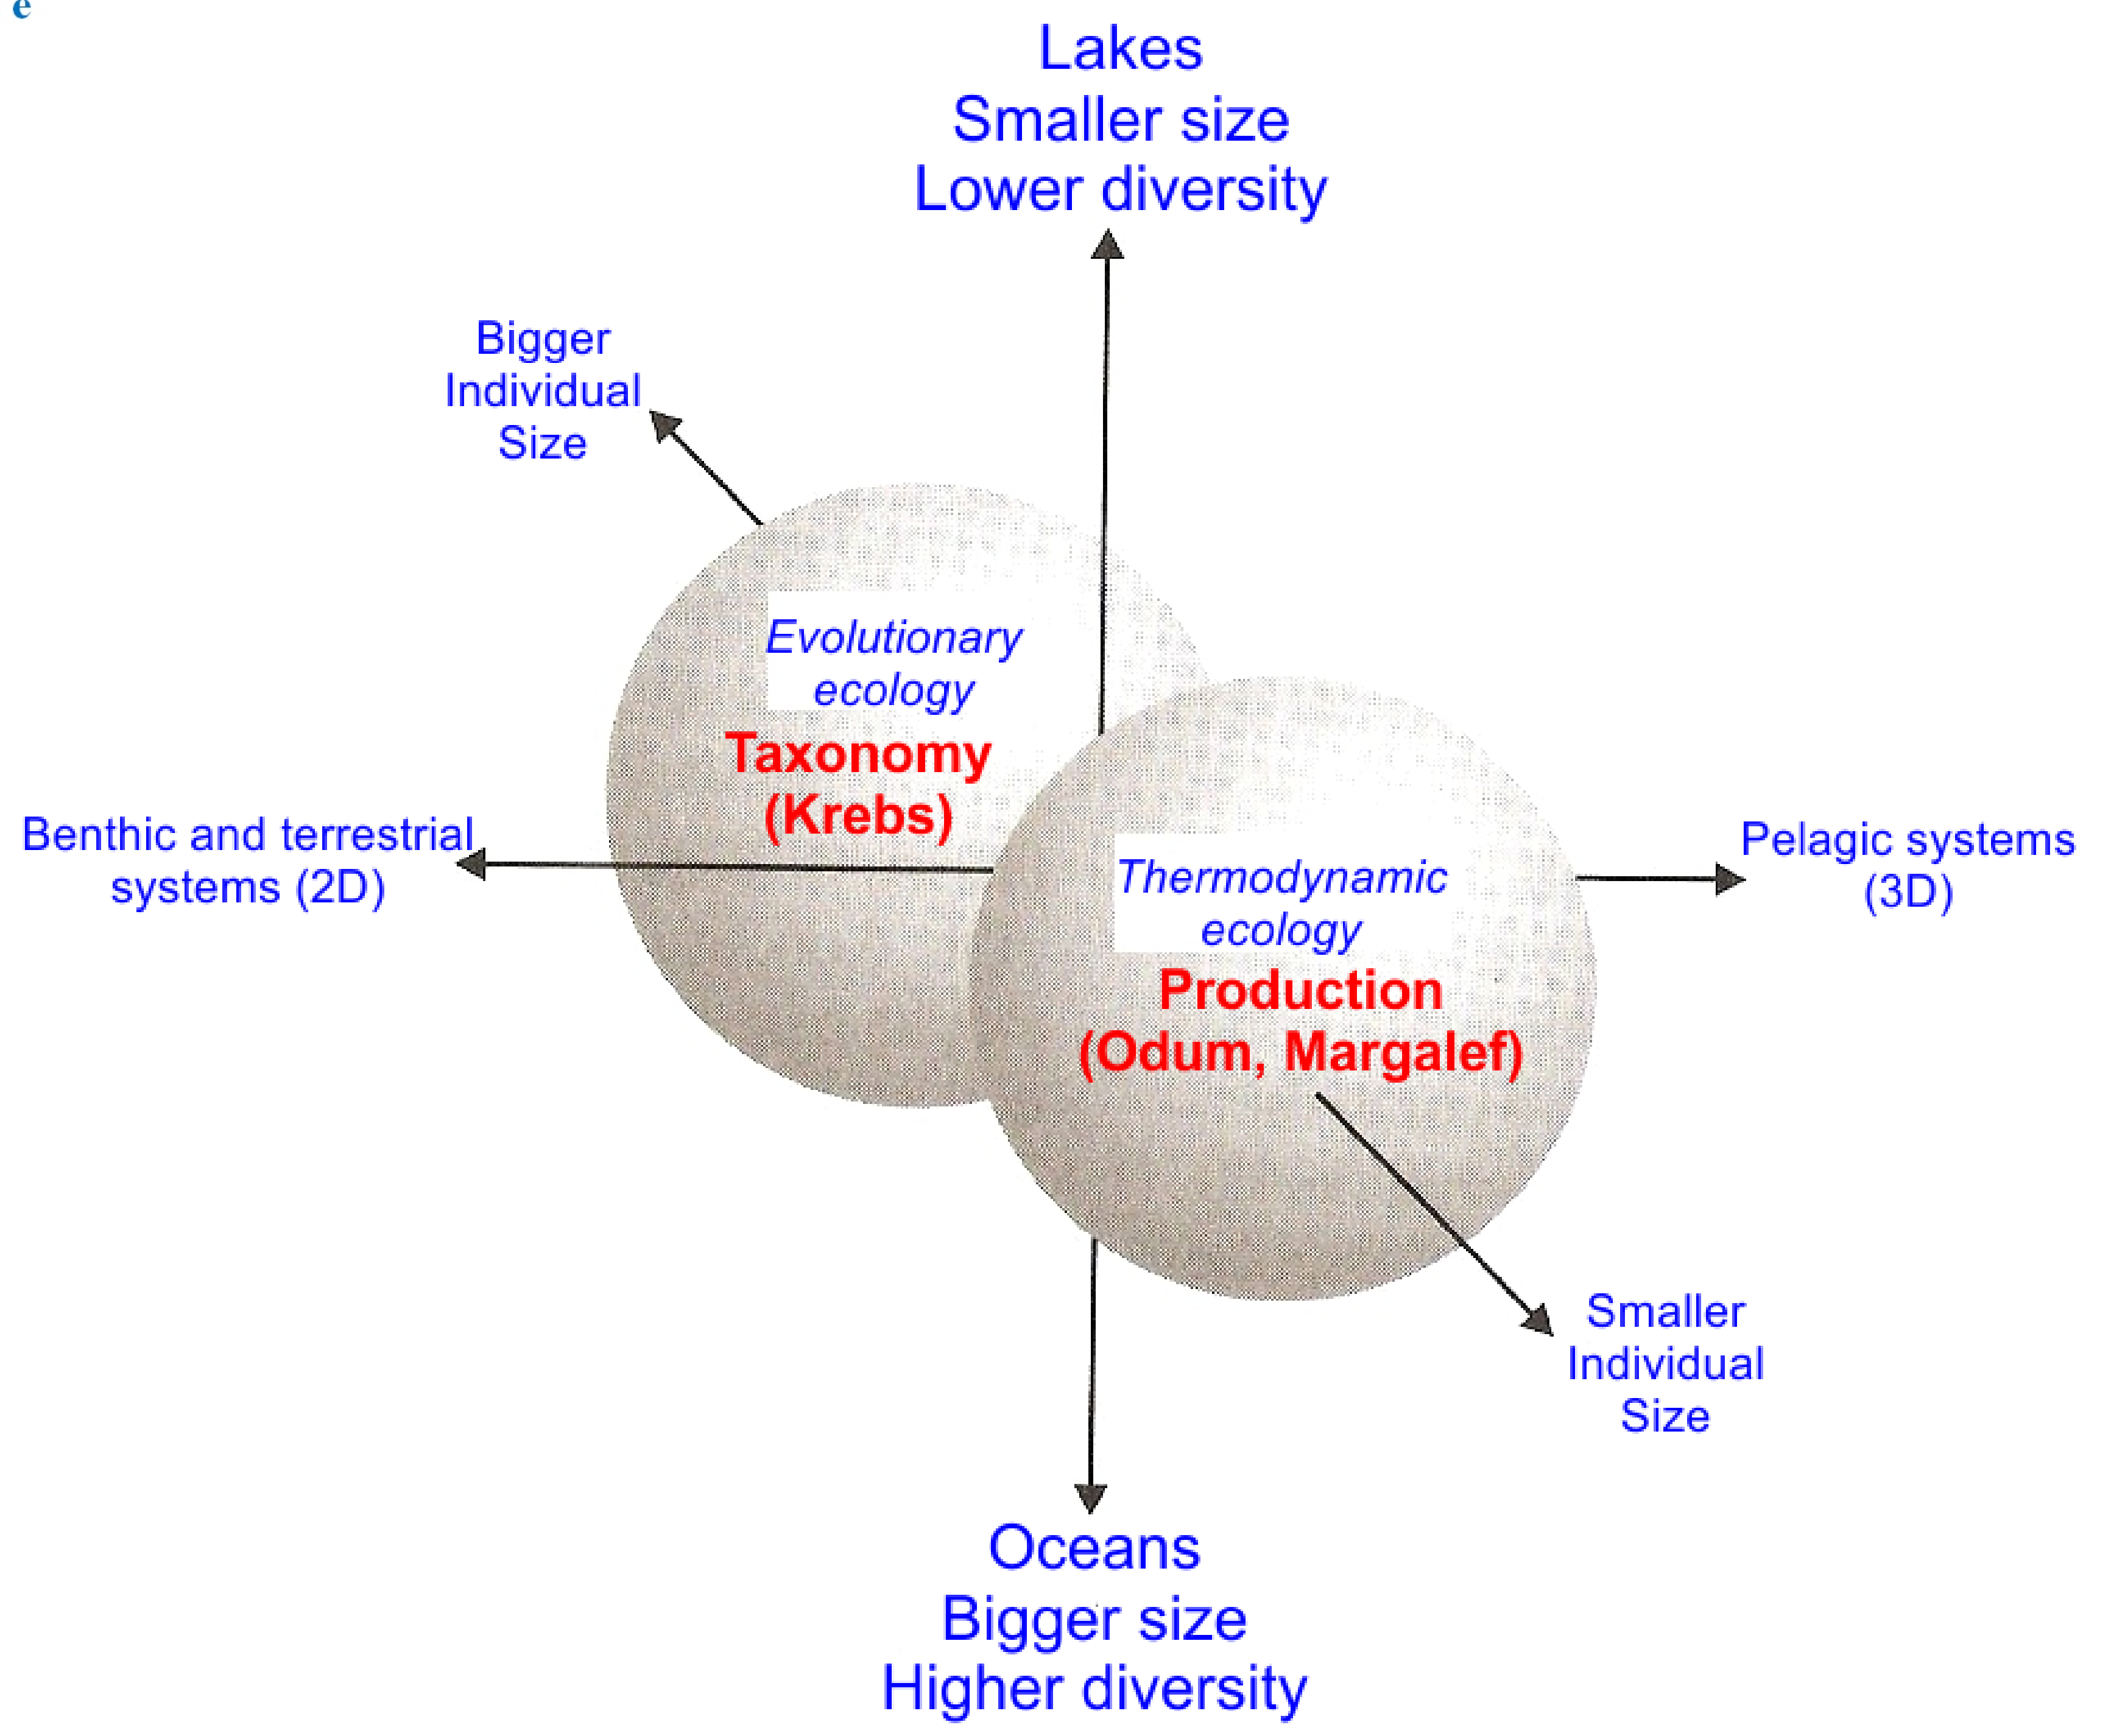 e
Lakes
Smaller size
Lower diversity
Bigger
Individual
Size
Evolutionary
ecology
Taxonomy
(Krebs)
Benthic and terrestrial
systems (2D)
Pelagic systems
(3D)
Thermodynamic
ecology
Production
(Odum, Margalef)
Smaller
Individual
Size
Oceans
Bigger size
Higher diversity